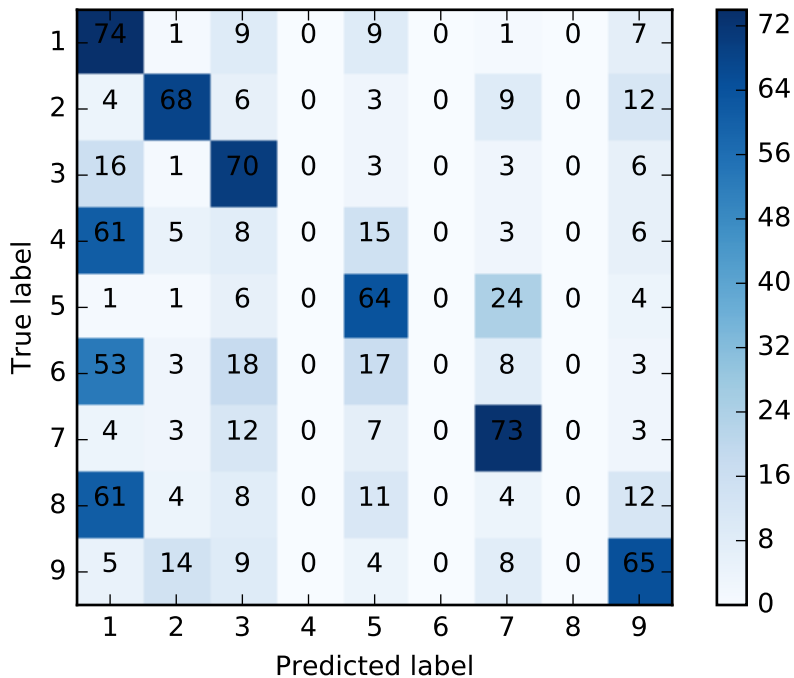 1 74 1 9 0 9 0 1 0 7 72
2 4 68 6 0 3 0 9 0 12 64
3 16 1 70 0 3 0 3 0 6 56
4 61 5 8 0 15 0 3 0 6 48
5 1 1 6 0 64 0 24 0 4 40
6 53 3 18 0 17 0 8 0 3 32
7 4 3 12 0 7 0 73 0 3 24
8 61 4 8 0 11 0 4 0 12 16
9 5 14 9 0 4 0 8 0 65 8
0
1 2 3 4 5 6 7 8 9
True label
Predicted label